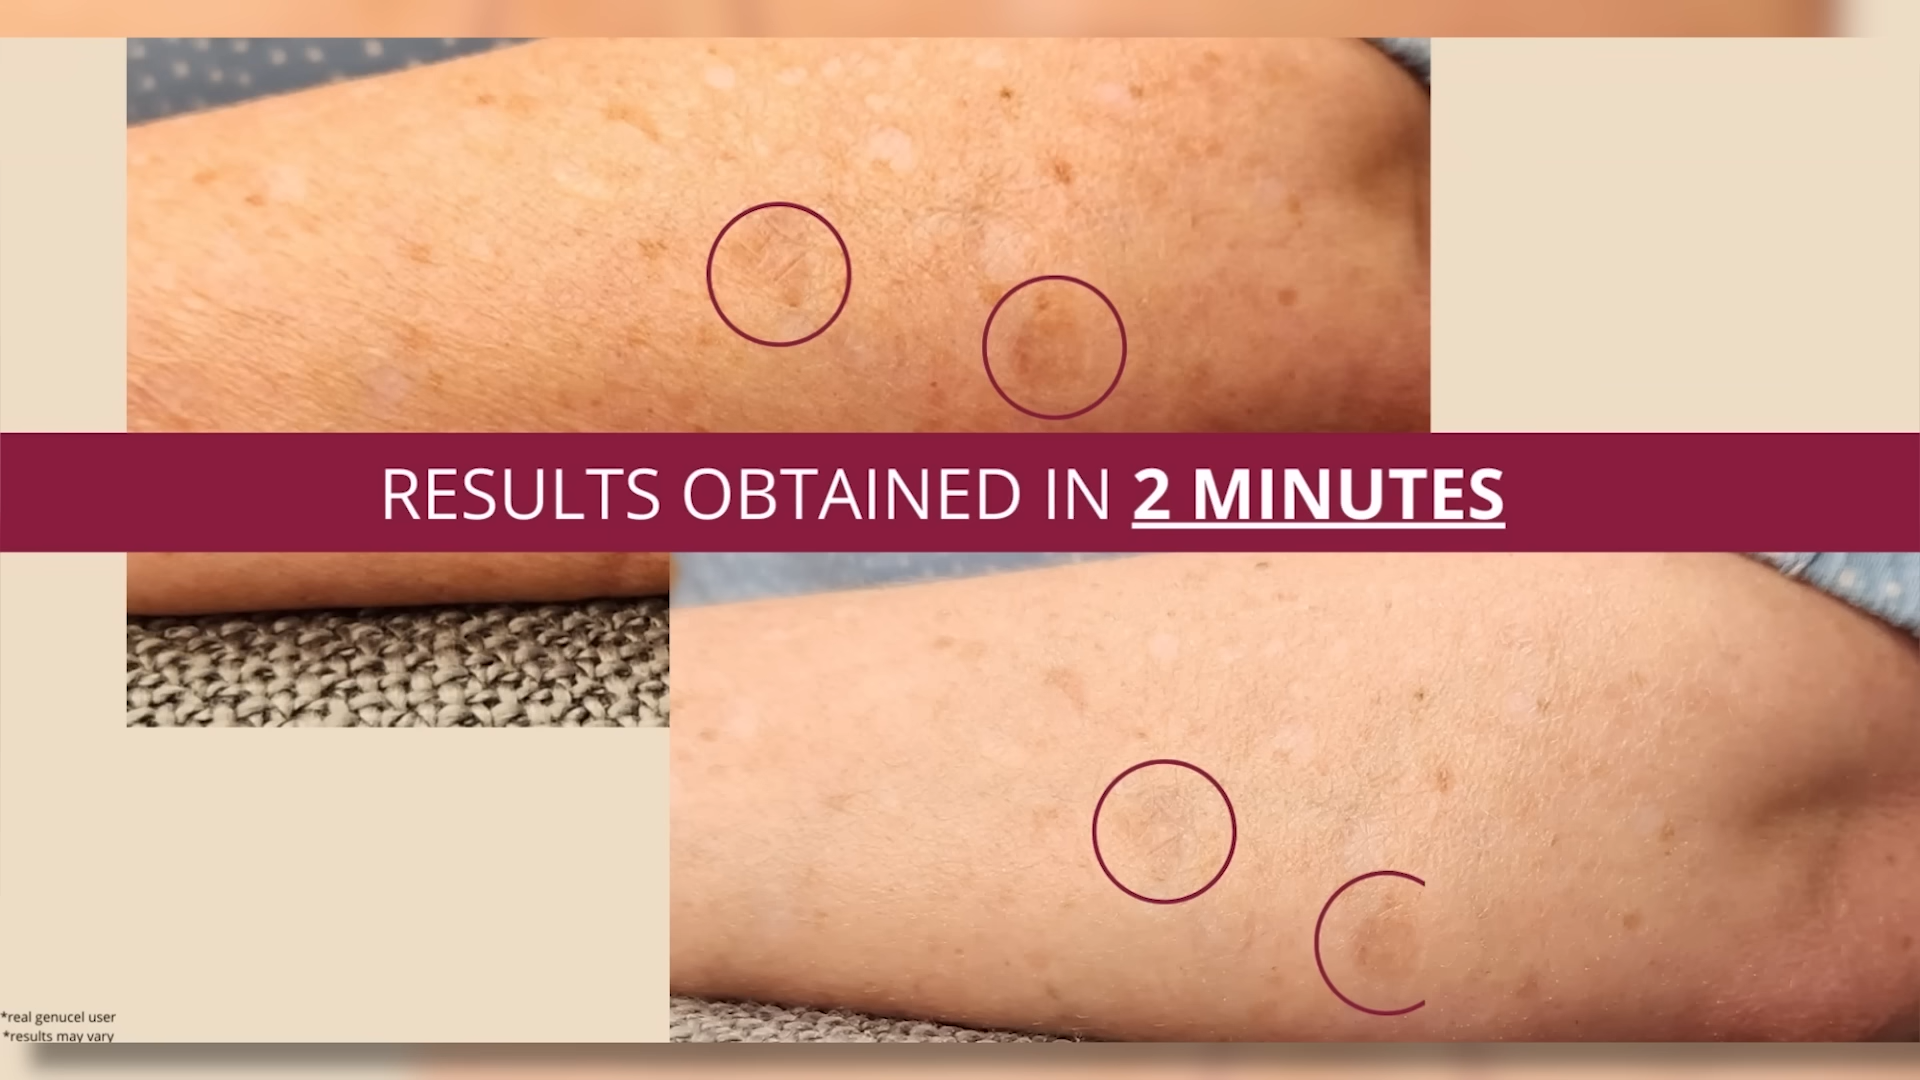 RESULTS OBTAINED IN 2 MINUTES
*real genucel user
*results may vary